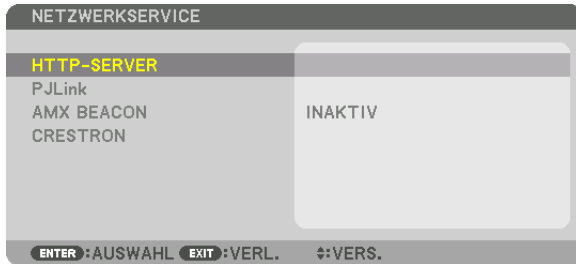 NETZWERKSERVICE
HTTP-SERVER
PJLink
AMX BEACON INAKTIV
CRESTRON
ENTER :AUSWAHL EXIT :VERL. ⬍:VERS.